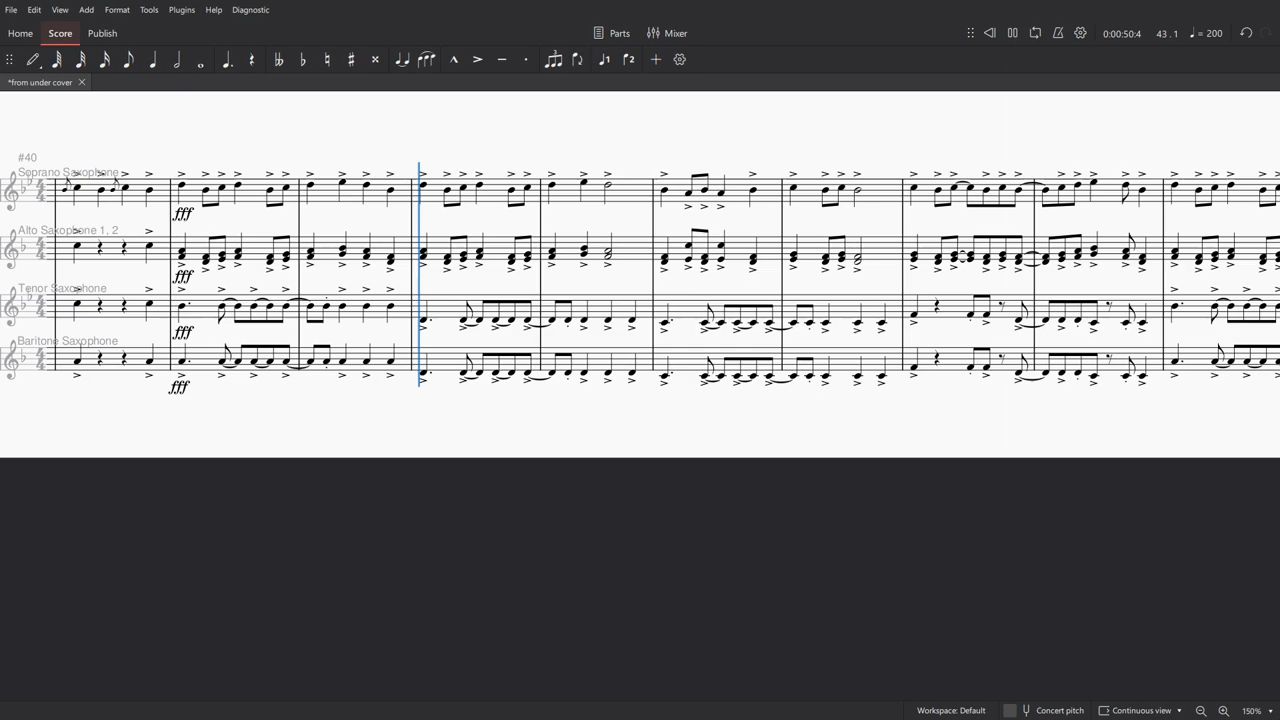 File Edit View Add Format Tools Plugins Help Diagnostic
Home Score Publish Parts Mixer 0:00:50:4 43 . 1 = 200
*from under cover
#40
Soprano Saxophone
fff
Alto Saxophone 1, 2
fff
Tenor Saxophone
fff
Baritone Saxophone
fff
Workspace: Default Concert pitch Continuous view 150%